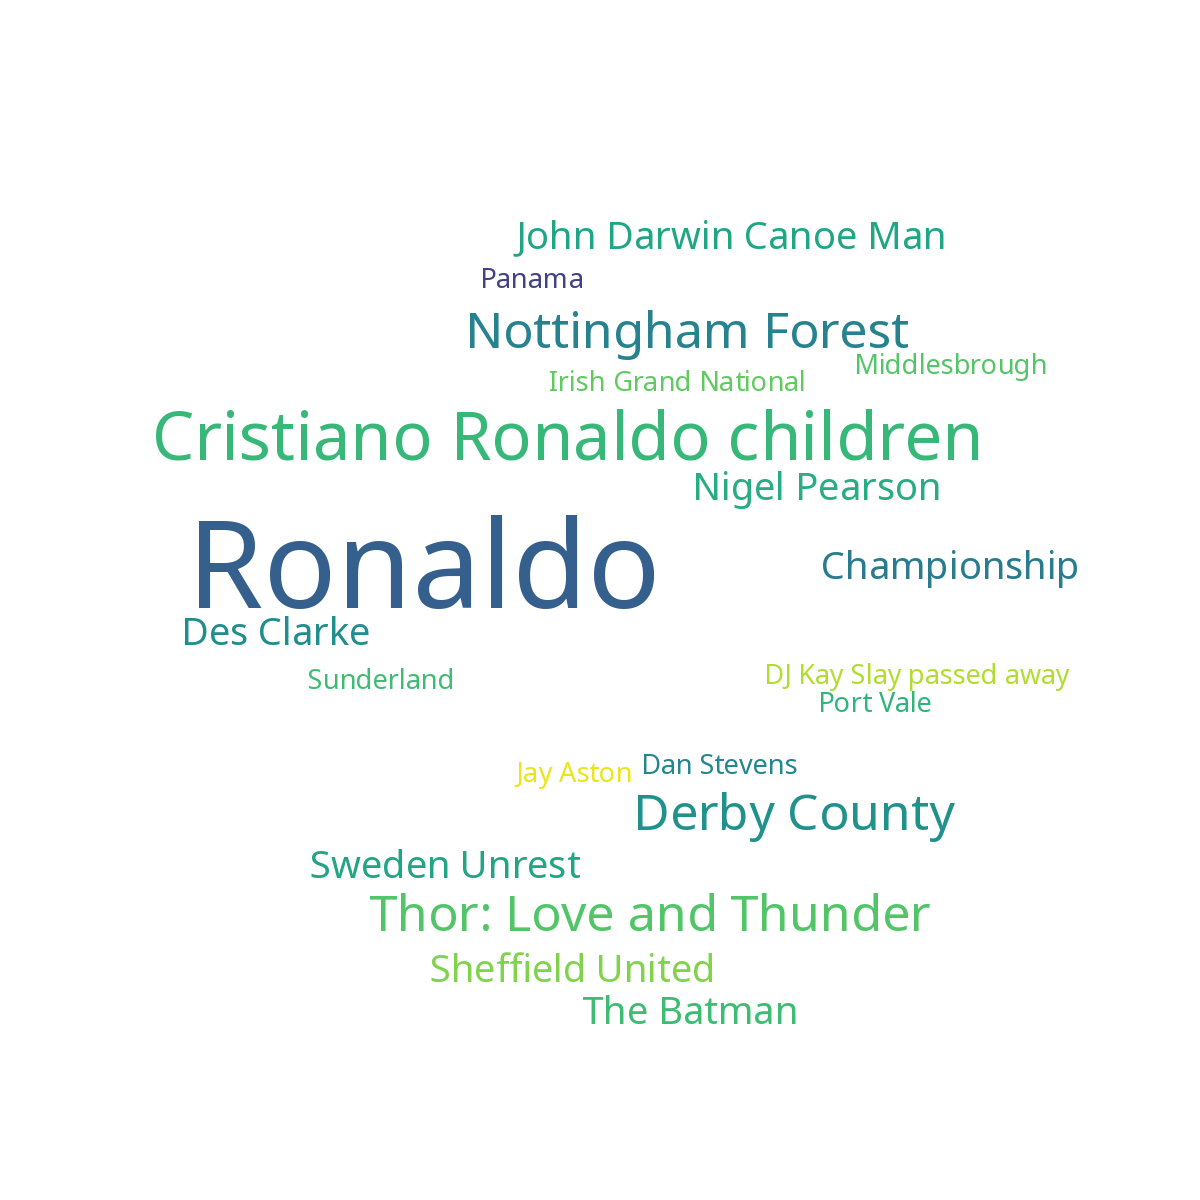 John Darwin Canoe Man
Panama
Nottingham Forest
Middlesbrough
Irish Grand National
Cristiano Ronaldo children
Nigel Pearson
Ronaldo
Championship
Des Clarke
Sunderland
DJ Kay Slay passed away
Port Vale
Jay Aston
Dan Stevens
Derby County
Sweden Unrest
Thor: Love and Thunder
Sheffield United
The Batman